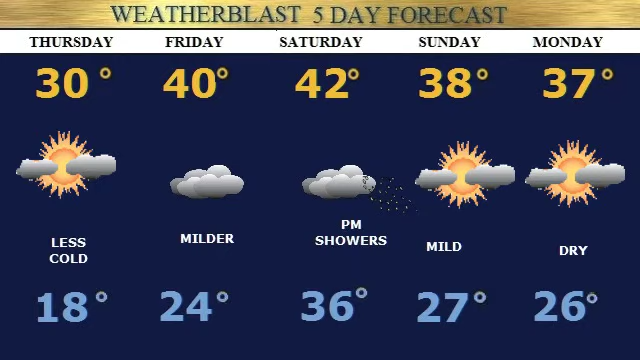 WEATHERBLAST 5 DAY FORECAST
THURSDAY FRIDAY SATURDAY SUNDAY MONDAY
30° 40° 42° 38° 37°
LESS COLD
MILDER
PM SHOWERS
MILD
DRY
18° 24° 36° 27° 26°